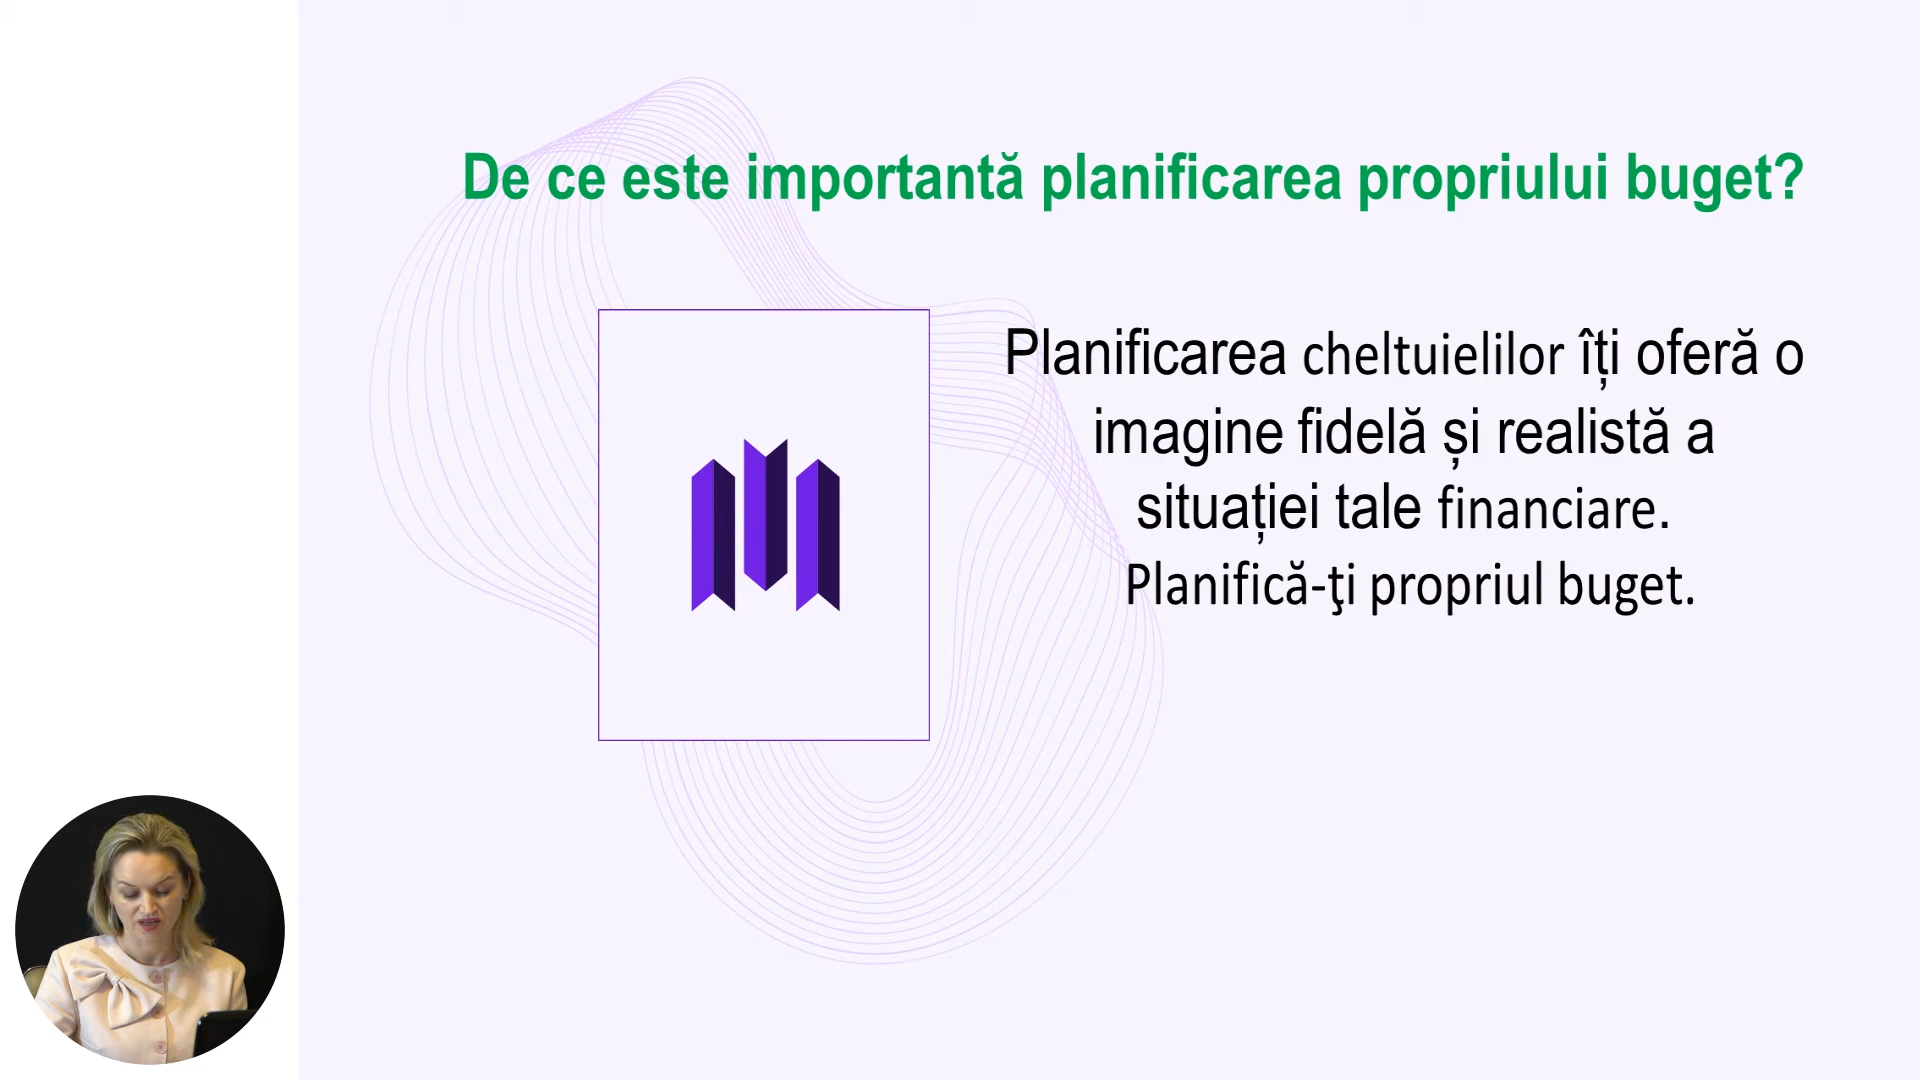 De ce este importantă planificarea propriului buget?
Planificarea cheltuielilor îți oferă o
imagine fidelă și realistă a
situației tale financiare.
Planifică-ţi propriul buget.